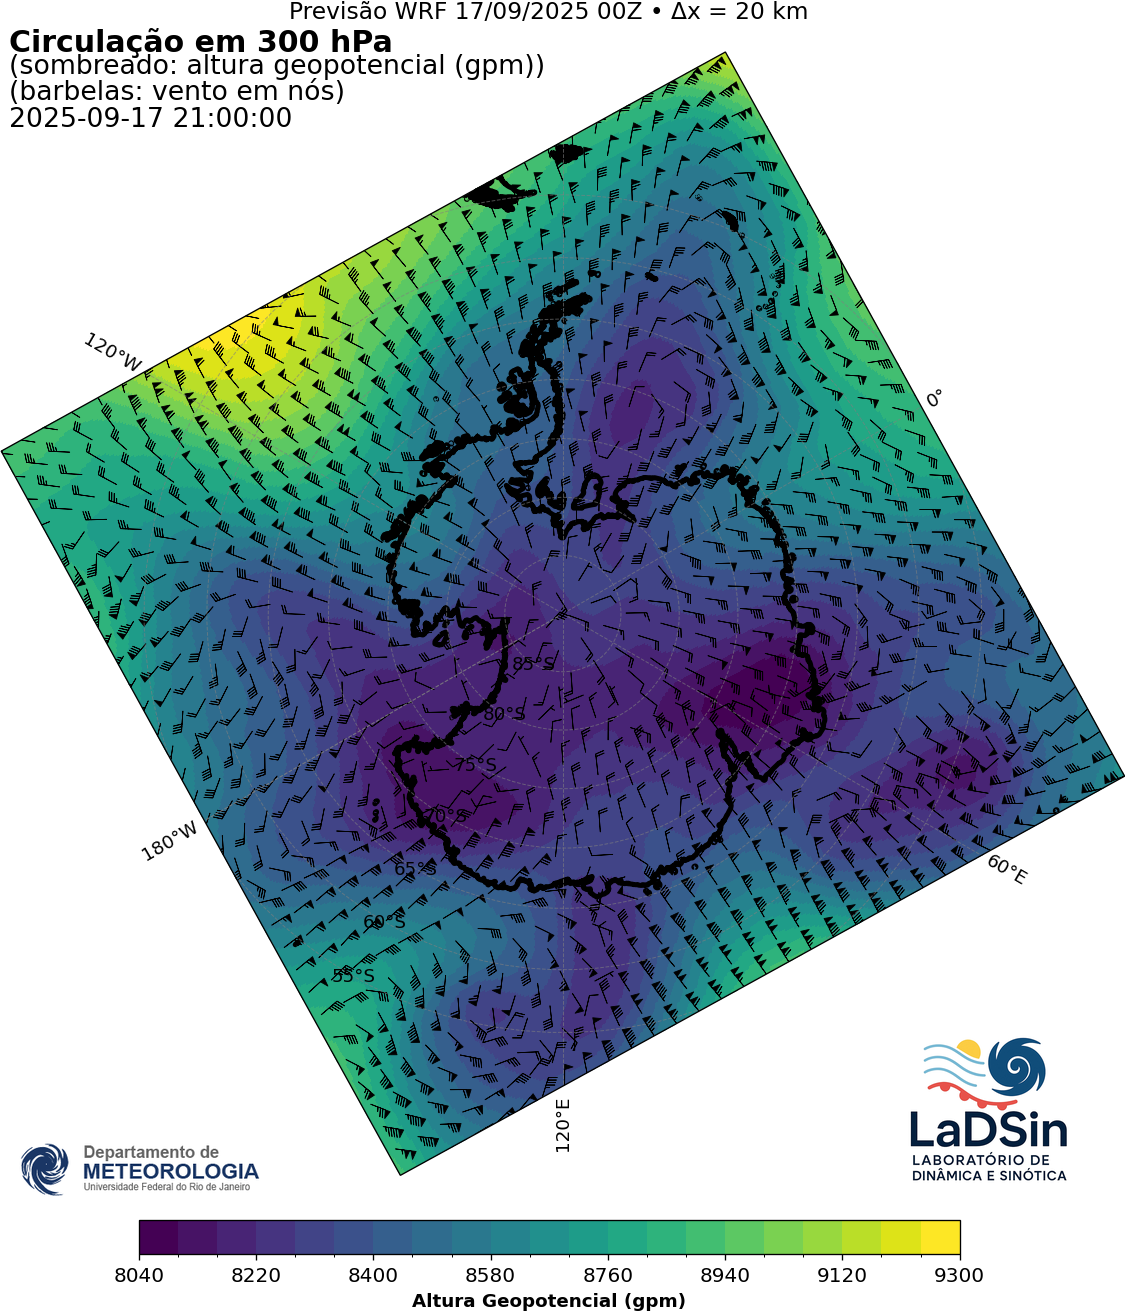 Previsão WRF 17/09/2025 00Z • Δx = 20 km
Circulação em 300 hPa
(sombreado: altura geopotencial (gpm))
(barbelas: vento em nós)
2025-09-17 21:00:00
120°W
0°
85°S
80°S
75°S
70°S
180°W
65°S
60°E
60°S
55°S
120°E
LaDSin
LABORATÓRIO DE
DINÂMICA E SINÓTICA
Departamento de
METEOROLOGIA
Universidade Federal do Rio de Janeiro
8040 8220 8400 8580 8760 8940 9120 9300
Altura Geopotencial (gpm)